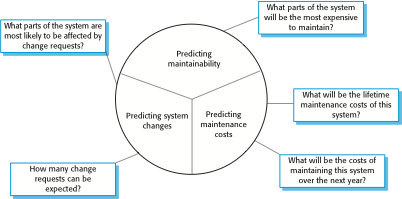 What parts of the system are
most likely to be affected by
change requests?
What parts of the system
will be the most expensive
to maintain?
Predicting
maintainability
Predicting system
changes
Predicting
maintenance
costs
What will be the lifetime
maintenance costs of this
system?
How many change
requests can be
expected?
What will be the costs of
maintaining this system
over the next year?